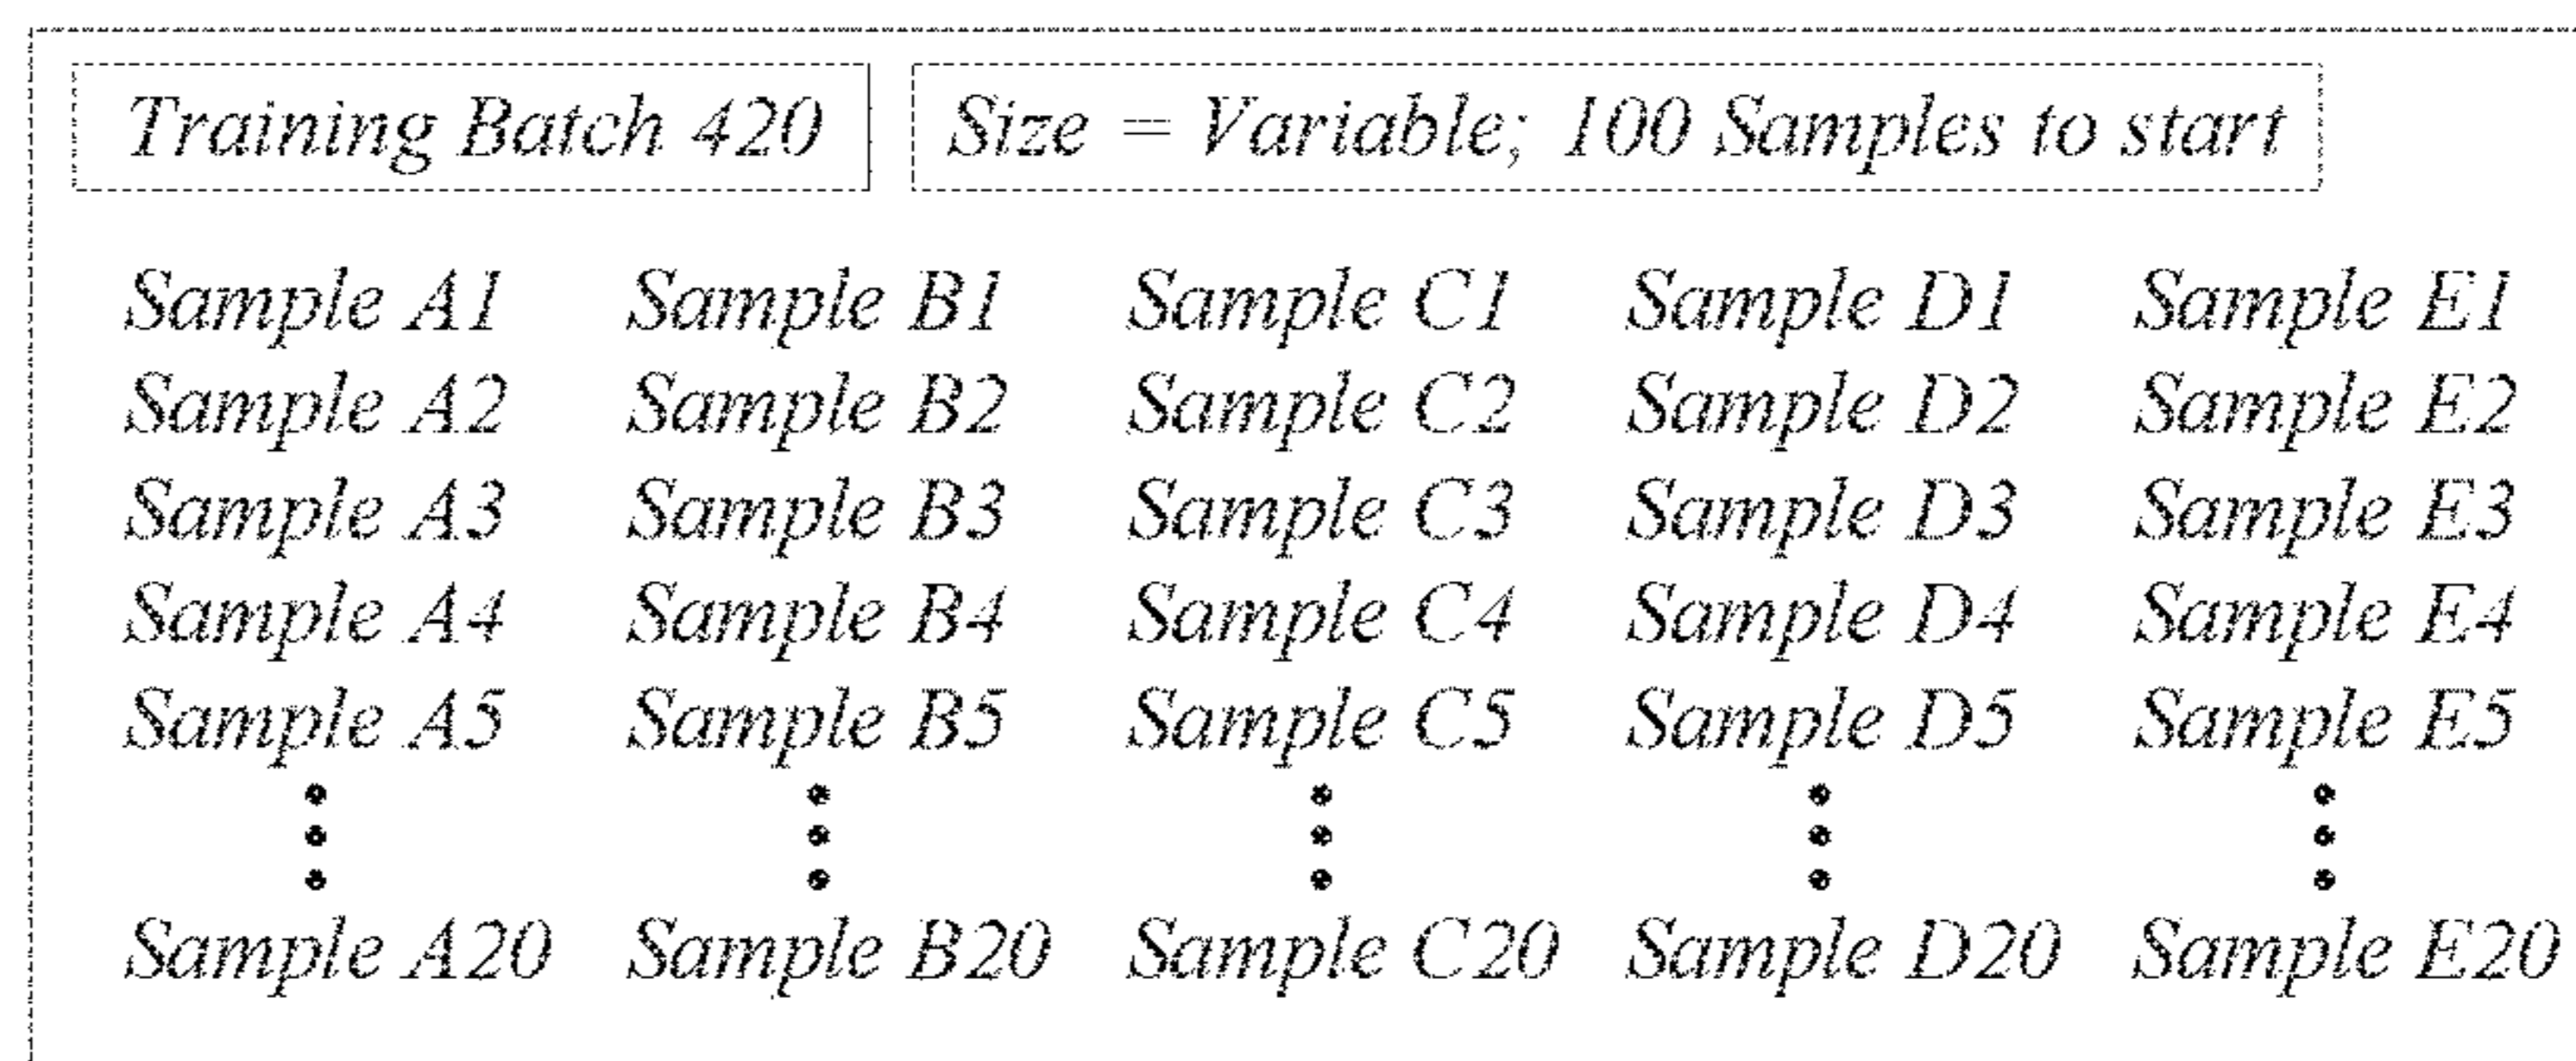 Training Batch 420 Size = Variable; 100 Samples to start
Sample A1 Sample B1 Sample C1 Sample D1 Sample E1
Sample A2 Sample B2 Sample C2 Sample D2 Sample E2
Sample A3 Sample B3 Sample C3 Sample D3 Sample E3
Sample A4 Sample B4 Sample C4 Sample D4 Sample E4
Sample A5 Sample B5 Sample C5 Sample D5 Sample E5
Sample A20 Sample B20 Sample C20 Sample D20 Sample E20